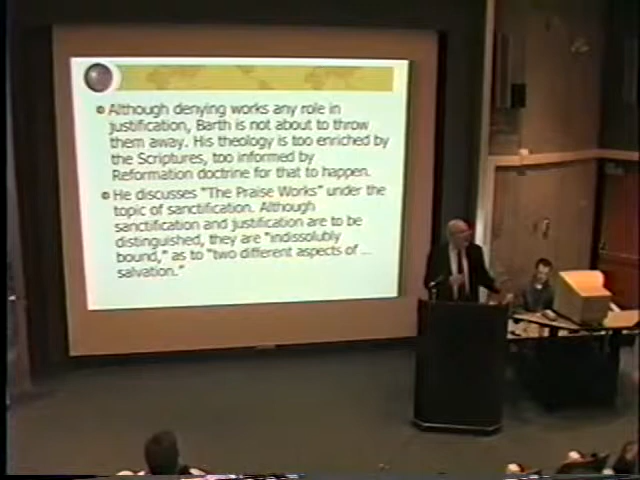 Although denying works any role in
justification, Barth is not about to throw
them away. His theology is too enriched by
the Scriptures, too informed by
Reformation doctrine for that to happen.
He discusses "The Praise Works" under the
topic of sanctification. Although
sanctification and justification are to be
distinguished, they are "indissolubly
bound," as to "two different aspects of ...
salvation."